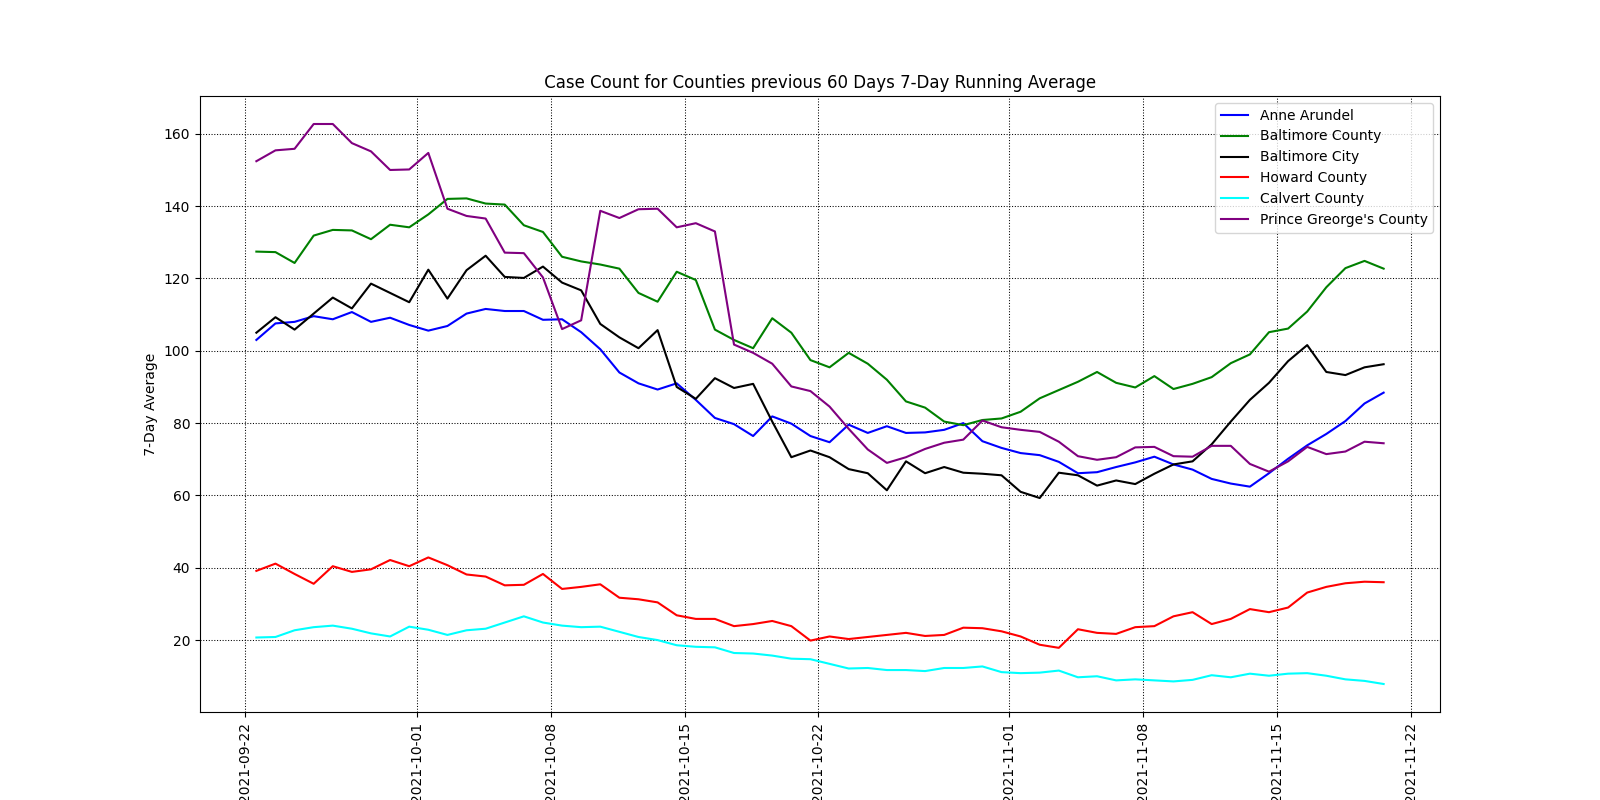 Case Count for Counties previous 60 Days 7-Day Running Average
Anne Arundel
Baltimore County
Baltimore City
Howard County
Calvert County
Prince Greorge's County
7-Day Average
160
140
120
100
80
60
40
20
2021-09-22
2021-10-01
2021-10-08
2021-10-15
2021-10-22
2021-11-01
2021-11-08
2021-11-15
2021-11-22